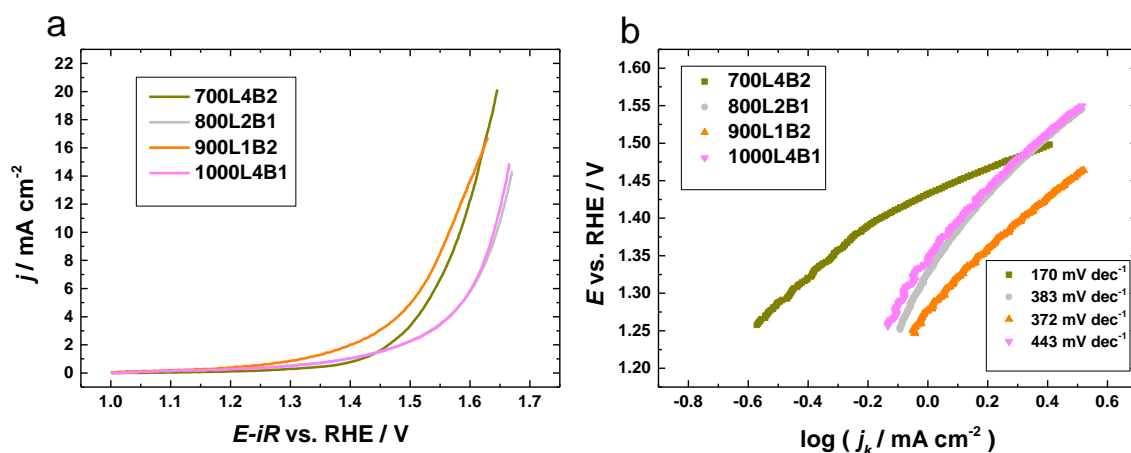 a
j / mA cm⁻²
22
20
18
16
14
12
10
8
6
4
2
0
700L4B2
800L2B1
900L1B2
1000L4B1
1.0 1.1 1.2 1.3 1.4 1.5 1.6 1.7
E-iR vs. RHE / V
b
E vs. RHE / V
1.60
1.55
1.50
1.45
1.40
1.35
1.30
1.25
1.20
700L4B2
800L2B1
900L1B2
1000L4B1
170 mV dec⁻¹
383 mV dec⁻¹
372 mV dec⁻¹
443 mV dec⁻¹
-0.8 -0.6 -0.4 -0.2 0.0 0.2 0.4 0.6
log ( jₖ / mA cm⁻²)